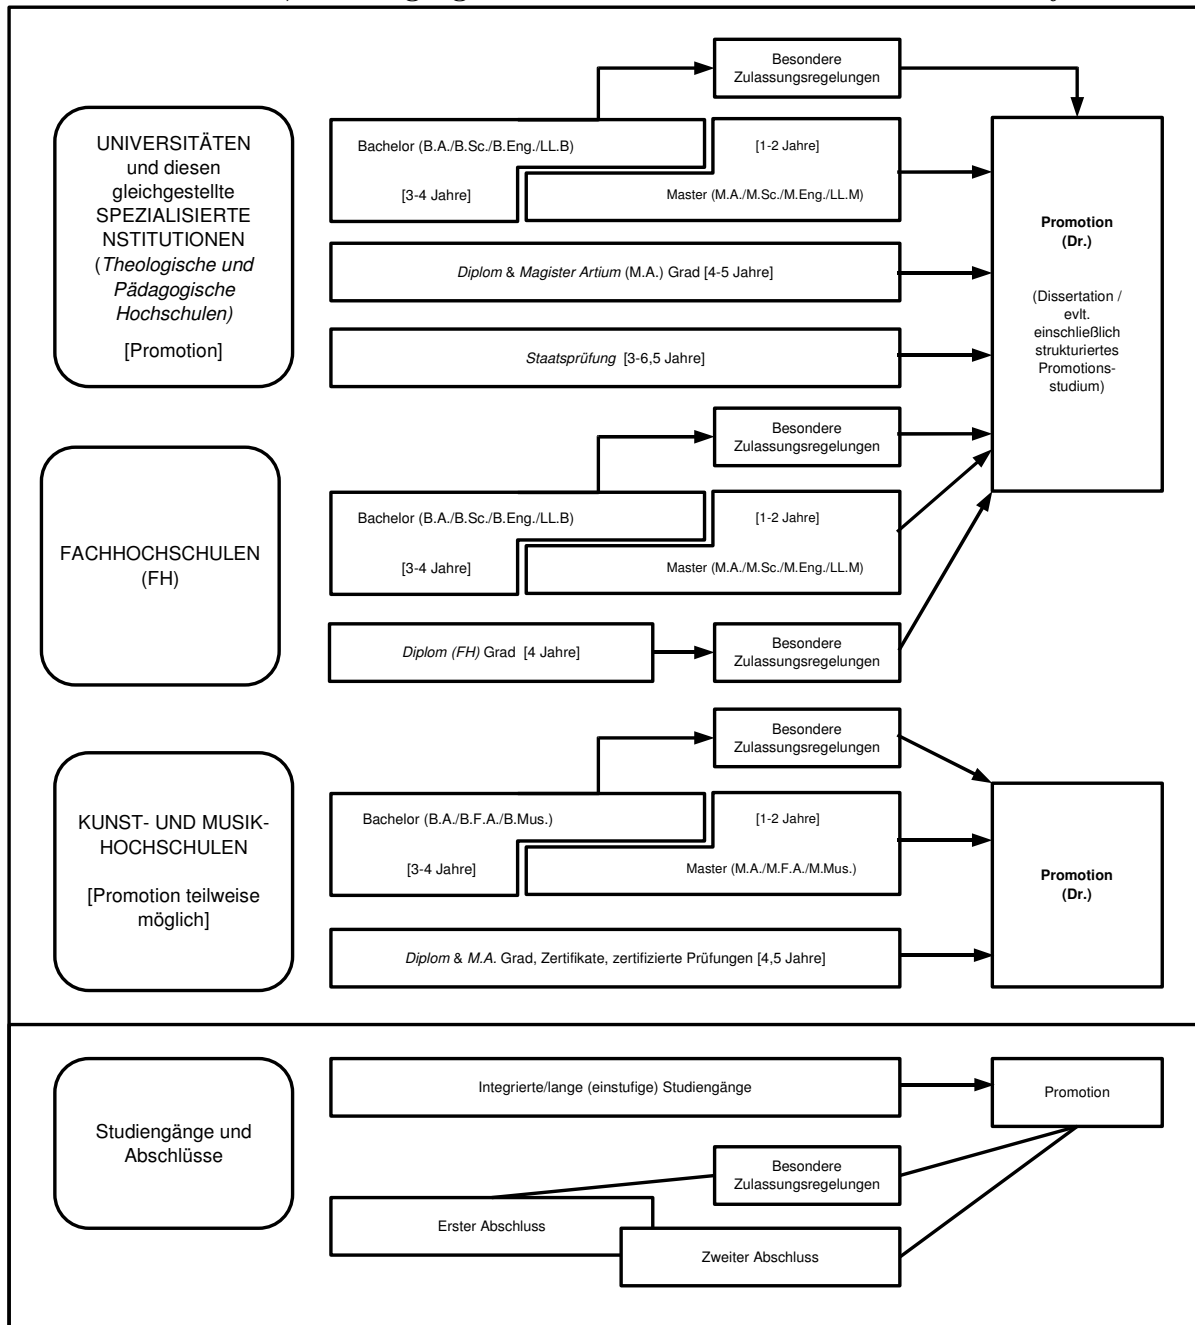 Besondere
Zulassungsregelungen
UNIVERSITÄTEN
und diesen
gleichgestellte
SPEZIALISIERTE
NSTITUTIONEN
(Theologische und
Pädagogische
Hochschulen)
[Promotion]
Bachelor (B.A./B.Sc./B.Eng./LL.B)
[3-4 Jahre]
[1-2 Jahre]
Master (M.A./M.Sc./M.Eng./LL.M)
Diplom & Magister Artium (M.A.) Grad [4-5 Jahre]
Staatsprüfung [3-6,5 Jahre]
Promotion
(Dr.)
(Dissertation /
evlt.
einschließlich
strukturiertes
Promotions-
studium)
Besondere
Zulassungsregelungen
FACHHOCHSCHULEN
(FH)
Bachelor (B.A./B.Sc./B.Eng./LL.B)
[3-4 Jahre]
[1-2 Jahre]
Master (M.A./M.Sc./M.Eng./LL.M)
Diplom (FH) Grad [4 Jahre]
Besondere
Zulassungsregelungen
Besondere
Zulassungsregelungen
KUNST- UND MUSIK-
HOCHSCHULEN
[Promotion teilweise
möglich]
Bachelor (B.A./B.F.A./B.Mus.)
[3-4 Jahre]
[1-2 Jahre]
Master (M.A./M.F.A./M.Mus.)
Diplom & M.A. Grad, Zertifikate, zertifizierte Prüfungen [4,5 Jahre]
Promotion
(Dr.)
Studiengänge und
Abschlüsse
Integrierte/lange (einstufige) Studiengänge
Promotion
Besondere
Zulassungsregelungen
Erster Abschluss
Zweiter Abschluss